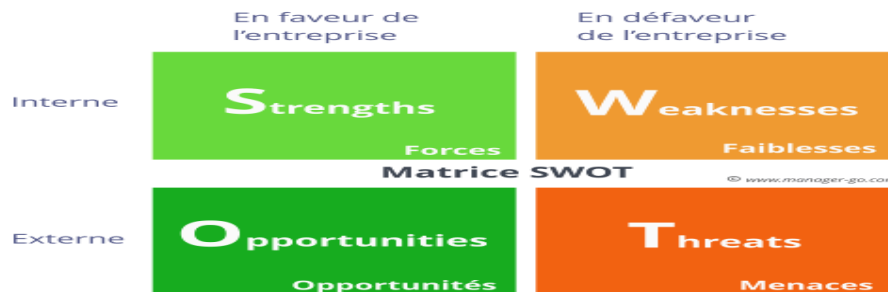 En faveur de
l'entreprise
En défaveur
de l'entreprise
Interne
Strengths
Forces
Weaknesses
Faiblesses
Matrice SWOT
© www.manager-go.com
Externe
Opportunities
Opportunités
Threats
Menaces